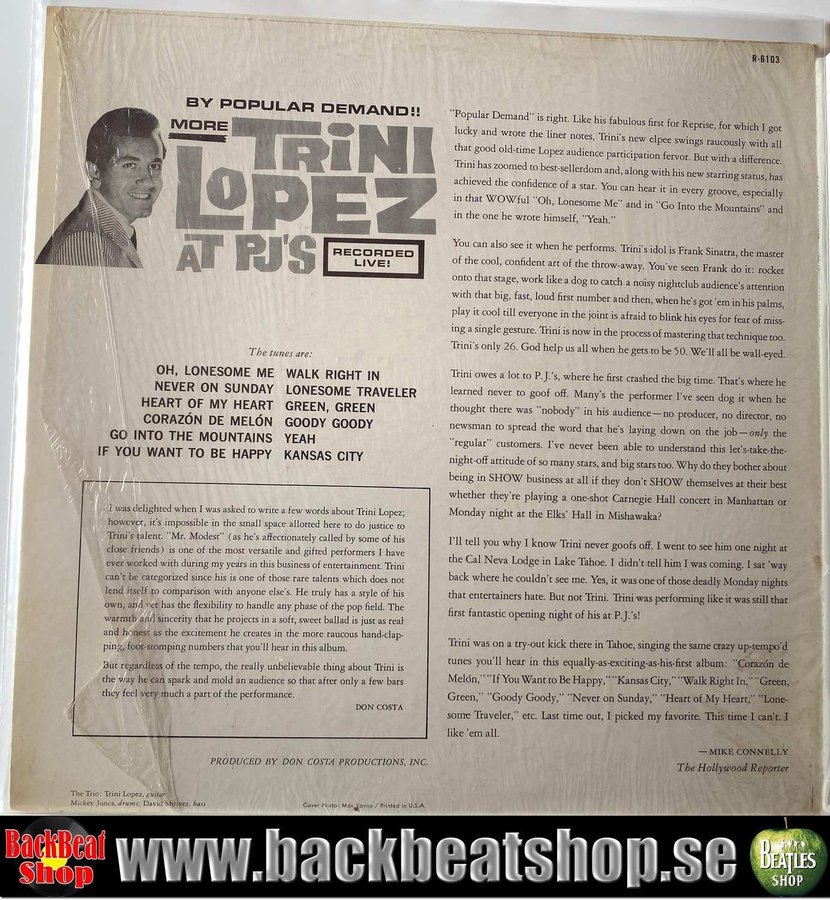 R-6103
BY POPULAR DEMAND!!
MORE
TRINI
LOPEZ
AT PJ'S
RECORDED
LIVE!
The tunes are:
OH, LONESOME ME
NEVER ON SUNDAY
HEART OF MY HEART
CORAZÓN DE MELÓN
GO INTO THE MOUNTAINS
IF YOU WANT TO BE HAPPY
WALK RIGHT IN
LONESOME TRAVELER
GREEN, GREEN
GOODY GOODY
YEAH
KANSAS CITY
I was delighted when I was asked to write a few words about Trini Lopez;
however, it's impossible in the small space allotted here to do justice to
Trini's talent. "Mr. Modest" (as he's affectionately called by some of his
close friends) is one of the most versatile and gifted performers I have
ever worked with during my years in this business of entertainment. Trini
can't be categorized since he is one of those rare talents which does not
lend itself to comparison with anyone else's. He truly has a style of his
own, and yet has the flexibility to handle any phase of the pop field. The
warmth and sincerity that he projects in a soft, sweet ballad is just as real
and honest as the excitement he creates in the more raucous hand-clap-
ping, foot-stomping numbers that you'll hear in this album.
But regardless of the tempo, the really unbelievable thing about Trini is
the way he can spark and mold an audience so that after only a few bars
they feel very much a part of the performance.
DON COSTA
PRODUCED BY DON COSTA PRODUCTIONS, INC.
The Trio: Trini Lopez, guitar;
Mickey Jones, drums; David Shriver, bass
Cover Photo: Mair Yavno / Printed in U.S.A.
"Popular Demand" is right. Like his fabulous first for Reprise, for which I got
lucky and wrote the liner notes, Trini's new elpee swings raucously with all
that good old-time Lopez audience participation fervor. But with a difference.
Trini has zoomed to best-sellerdom and, along with his new starring status, has
achieved the confidence of a star. You can hear it in every groove, especially
in that WOWful "Oh, Lonesome Me" and in "Go Into the Mountains" and
in the one he wrote himself, "Yeah."
You can also see it when he performs. Trini's idol is Frank Sinatra, the master
of the cool, confident art of the throw-away. You've seen Frank do it: rocket
onto that stage, work like a dog to catch a noisy nightclub audience's attention
with that big, fast, loud first number and then, when he's got 'em in his palms,
play it cool till everyone in the joint is afraid to blink his eyes for fear of miss-
ing a single gesture. Trini is now in the process of mastering that technique too.
Trini's only 26. God help us all when he gets to be 50. We'll all be wall-eyed.
Trini owes a lot to P.J.'s, where he first crashed the big time. That's where he
learned never to goof off. Many's the performer I've seen dog it when he
thought there was "nobody" in his audience—no producer, no director, no
newsman to spread the word that he's laying down on the job—only the
"regular" customers. I've never been able to understand this let's-take-the-
night-off attitude of so many stars, and big stars too. Why do they bother about
being in SHOW business at all if they don't SHOW themselves at their best
whether they're playing a one-shot Carnegie Hall concert in Manhattan or
Monday night at the Elks' Hall in Mishawaka?
I'll tell you why I know Trini never goofs off. I went to see him one night at
the Cal Neva Lodge in Lake Tahoe. I didn't tell him I was coming. I sat 'way
back where he couldn't see me. Yes, it was one of those deadly Monday nights
that entertainers hate. But not Trini. Trini was performing like it was still that
first fantastic opening night of his at P.J.'s!
Trini was on a try-out kick there in Tahoe, singing the same crazy up-tempo'd
tunes you'll hear in this equally-as-exciting-as-his-first album: "Corazón de
Melón," "If You Want to Be Happy," "Kansas City," "Walk Right In," "Green,
Green," "Goody Goody," "Never on Sunday," "Heart of My Heart," "Lone-
some Traveler," etc. Last time out, I picked my favorite. This time I can't. I
like 'em all.
—MIKE CONNELLY
The Hollywood Reporter
BackBeat
Shop
www.backbeatshop.se
BEATLES
SHOP